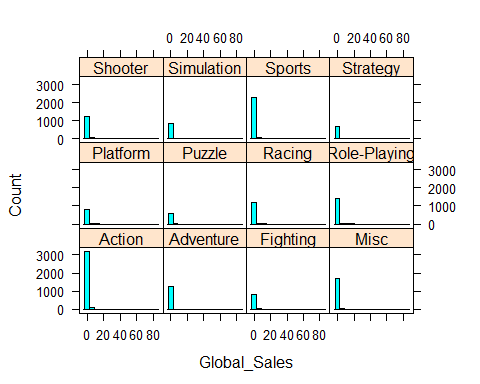 0 20 40 60 80 0 20 40 60 80
Shooter Simulation Sports Strategy
3000
2000
1000
0
Platform Puzzle Racing Role-Playing
3000
2000
1000
0
Action Adventure Fighting Misc
3000
2000
1000
0
0 20 40 60 80 0 20 40 60 80
Count
Global_Sales